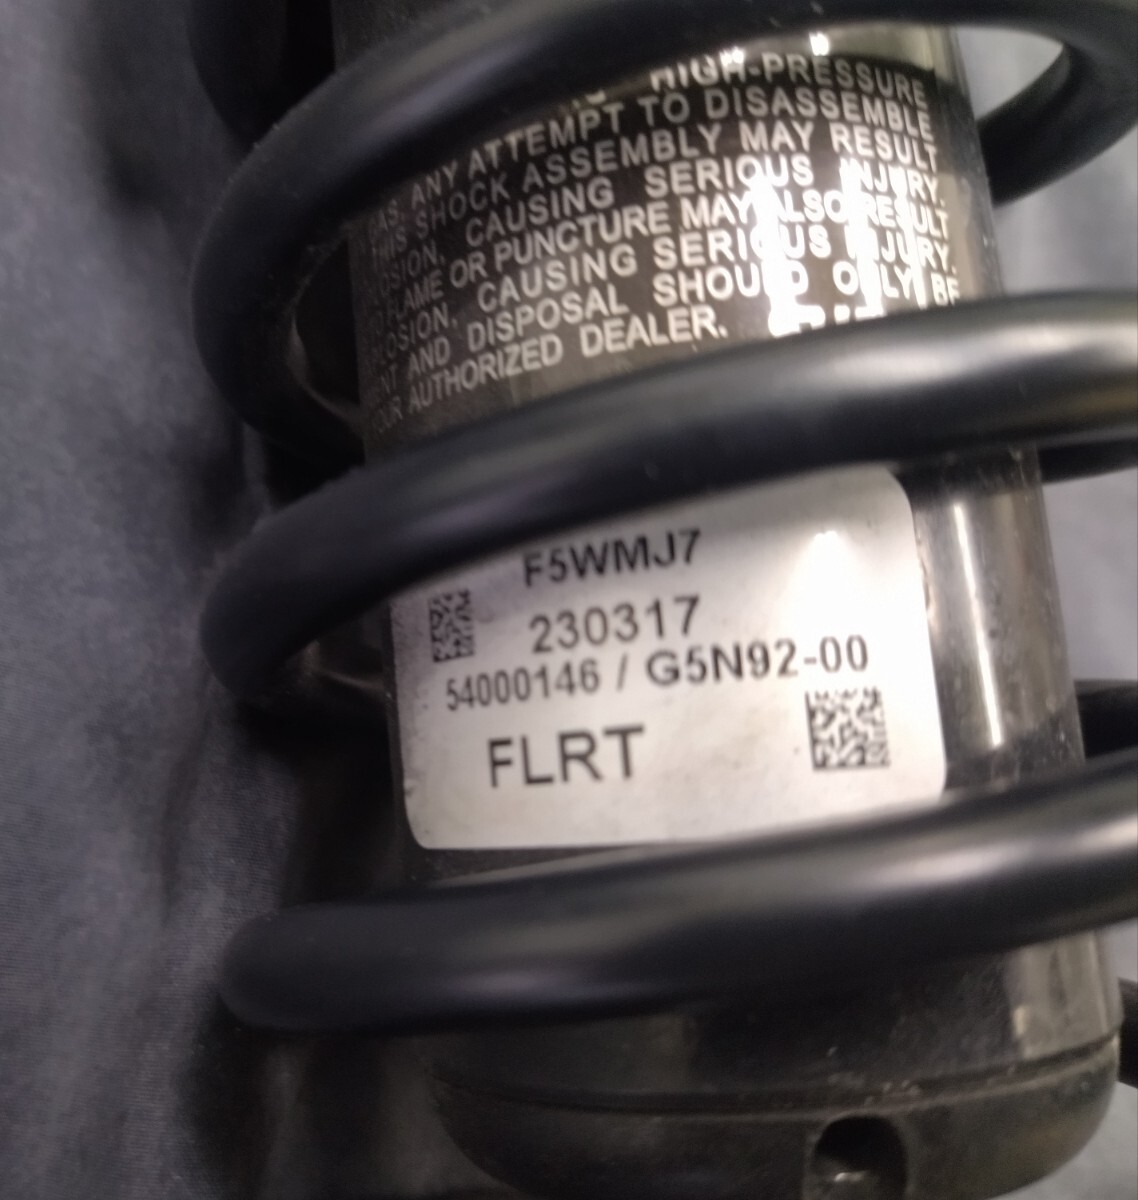 HIGH-PRESSURE
GAS. ANY ATTEMPT TO DISASSEMBLE
THIS SHOCK ASSEMBLY MAY RESULT
CAUSING SERIOUS INJURY.
FLAME OR PUNCTURE MAY ALSO RESULT
CAUSING SERIOUS INJURY.
AND DISPOSAL SHOULD ONLY BE
AUTHORIZED DEALER.
F5WMJ7
230317
54000146 / G5N92-00
FLRT